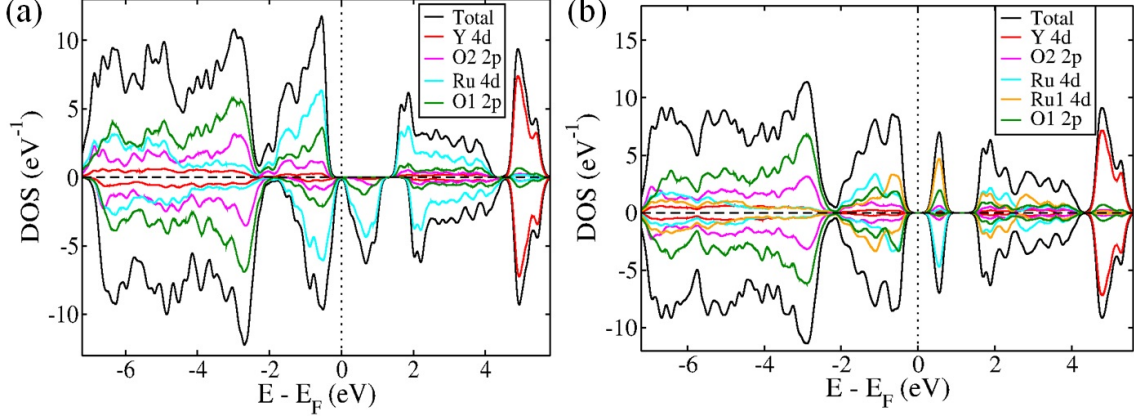 (a)
DOS (eV-1)
10
5
0
-5
-10
-6
-4
-2
0
2
4
E - EF (eV)
Total
Y 4d
O2 2p
Ru 4d
O1 2p
(b)
DOS (eV-1)
15
10
5
0
-5
-10
-6
-4
-2
0
2
4
E - EF (eV)
Total
Y 4d
O2 2p
Ru 4d
Ru1 4d
O1 2p